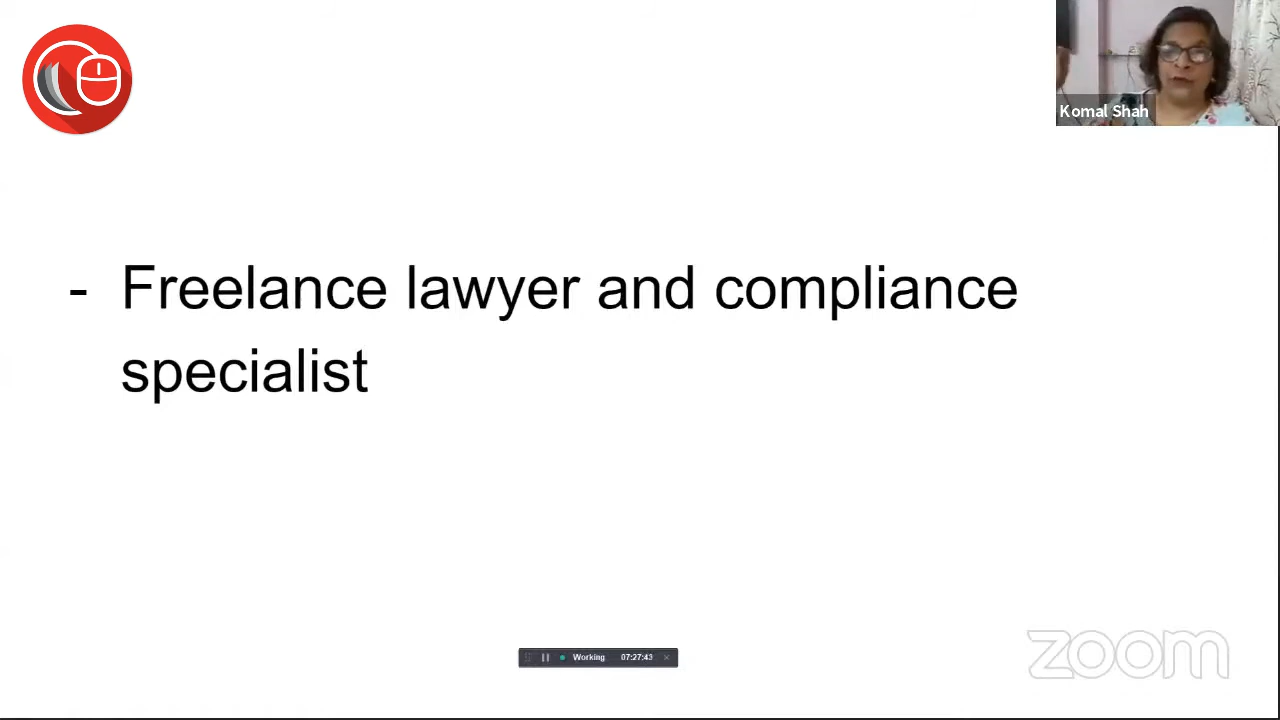 Komal Shah
- Freelance lawyer and compliance
specialist
Working 07:27:43
zoom